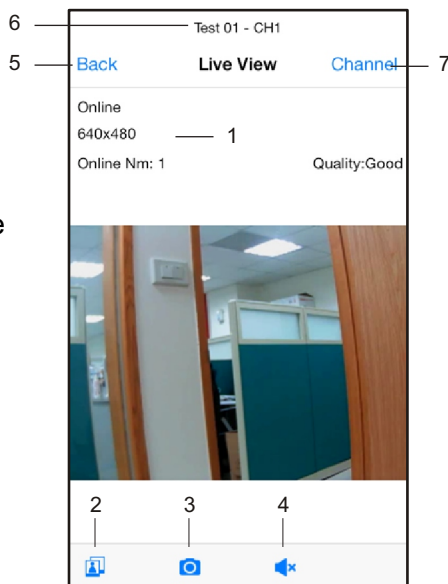 6 Test 01 - CH1
5 Back Live View Channel 7
Online
640x480 1
Online Nm: 1 Quality:Good
e
2 3 4